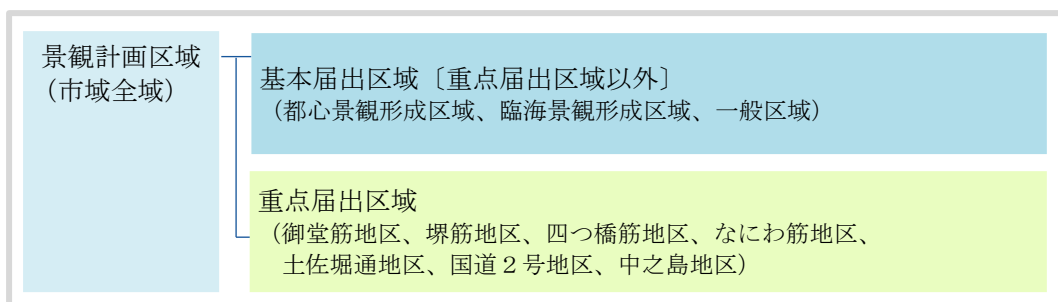 景観計画区域
（市域全域）
基本届出区域〔重点届出区域以外〕
（都心景観形成区域、臨海景観形成区域、一般区域）
重点届出区域
（御堂筋地区、堺筋地区、四つ橋筋地区、なにわ筋地区、
土佐堀通地区、国道２号地区、中之島地区）